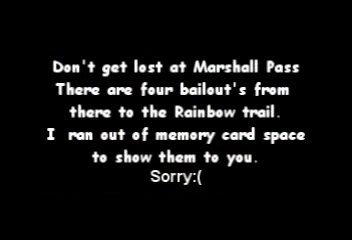 Don't get lost at Marshall Pass
There are four bailout's from
there to the Rainbow trail.
I ran out of memory card space
to show them to you.
Sorry:(